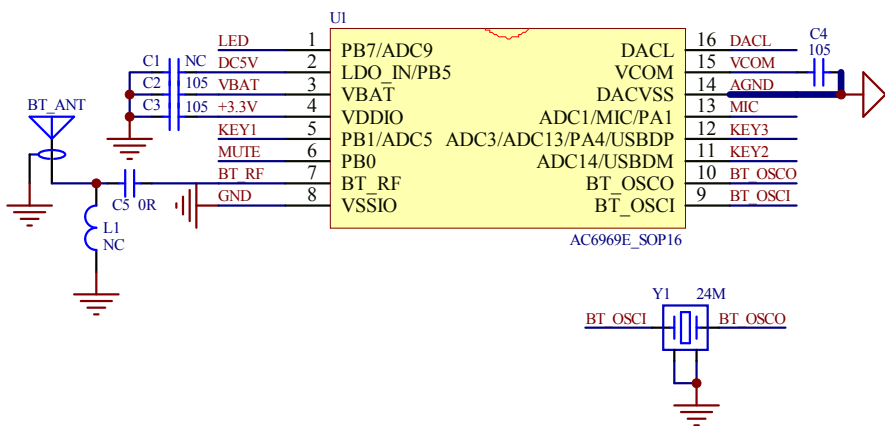 U1
LED 1 PB7/ADC9 DACL 16 DACL C4
C1 NC DC5V 2 LDO_IN/PB5 VCOM 15 VCOM 105
C2 105 VBAT 3 VBAT DACVSS 14 AGND
C3 105 +3.3V 4 VDDIO ADC1/MIC/PA1 13 MIC
BT_ANT
KEY1 5 PB1/ADC5 ADC3/ADC13/PA4/USBDP 12 KEY3
MUTE 6 PB0 ADC14/USBDM 11 KEY2
BT_RF 7 BT_RF BT_OSCO 10 BT_OSCO
C5 0R GND 8 VSSIO BT_OSCI 9 BT_OSCI
L1
NC
AC6969E_SOP16
Y1 24M
BT_OSCI BT_OSCO